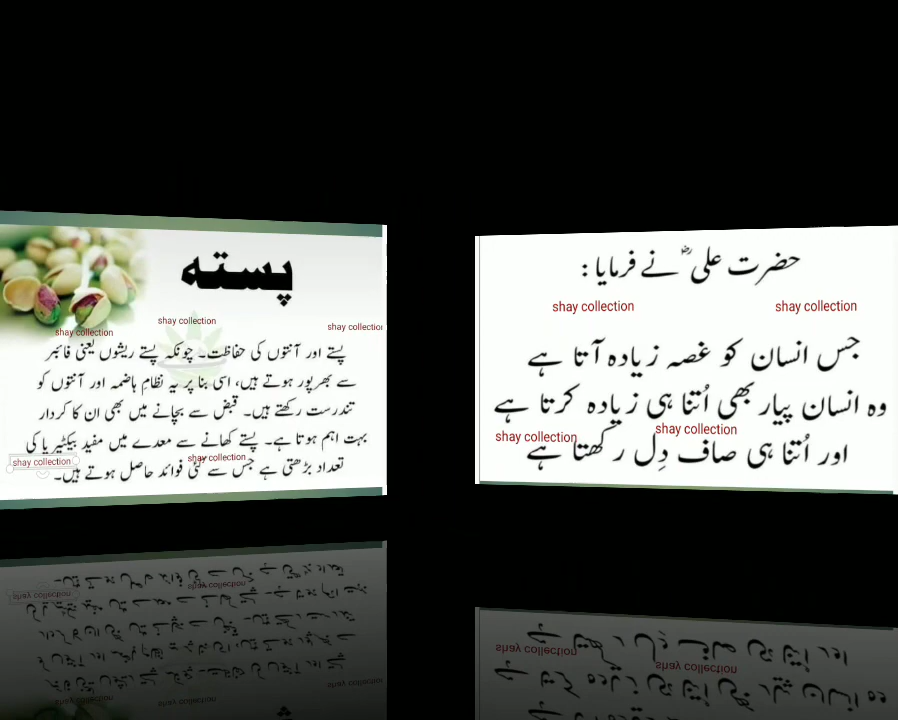 پستہ
shay collection
shay collection
shay collection
پستے اور آنتوں کی حفاظت۔ چونکہ پستے ریشوں یعنی فائبر
سے بھرپور ہوتے ہیں، اسی بنا پر یہ نظامِ ہاضمہ اور آنتوں کو
تندرست رکھتے ہیں۔ قبض سے بچانے میں بھی ان کا کردار
بہت اہم ہوتا ہے۔ پستے کھانے سے معدے میں مفید بیکٹیریا کی
shay collection
shay collection
تعداد بڑھتی ہے جس سے کئی فوائد حاصل ہوتے ہیں۔
حضرت علیؓ نے فرمایا :
shay collection
shay collection
جس انسان کو غصہ زیادہ آتا ہے
وہ انسان پیار بھی اُتنا ہی زیادہ کرتا ہے
shay collection
shay collection
اور اُتنا ہی صاف دِل رکھتا ہے